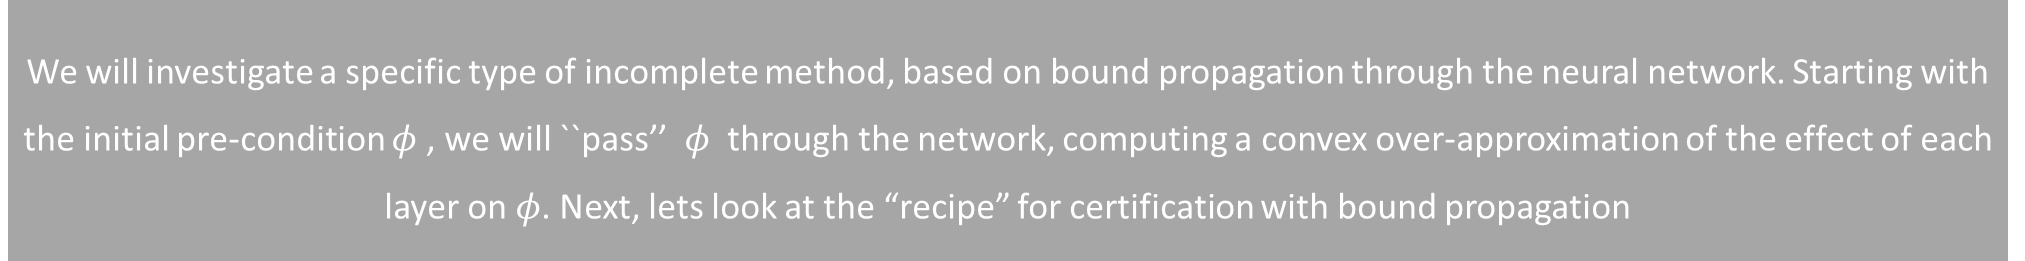 We will investigate a specific type of incomplete method, based on bound propagation through the neural network. Starting with
the initial pre-condition ϕ , we will ``pass’’ ϕ through the network, computing a convex over-approximation of the effect of each
layer on ϕ. Next, lets look at the “recipe” for certification with bound propagation